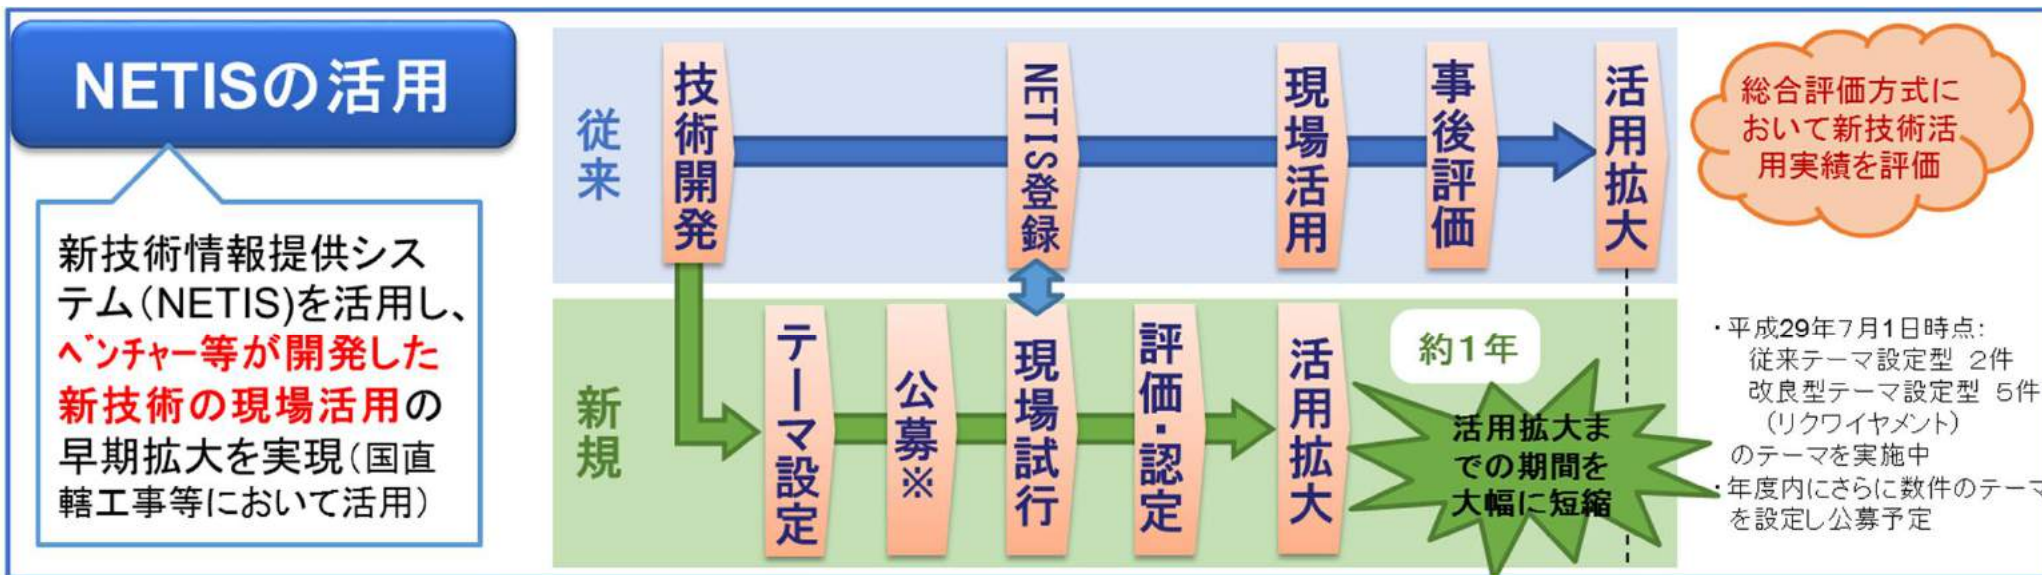 NETISの活用
新技術情報提供シス
テム(NETIS)を活用し、
ベンチャー等が開発した
新技術の現場活用の
早期拡大を実現(国直
轄工事等において活用)
従来
技術開発
NETIS登録
現場活用
事後評価
活用拡大
新規
テーマ設定
公募※
現場試行
評価・認定
活用拡大
約1年
活用拡大ま
での期間を
大幅に短縮
総合評価方式に
おいて新技術活
用実績を評価
・平成29年7月1日時点:
従来テーマ設定型 2件
改良型テーマ設定型 5件
(リクワイヤメント)
のテーマを実施中
・年度内にさらに数件のテーマ
を設定し公募予定